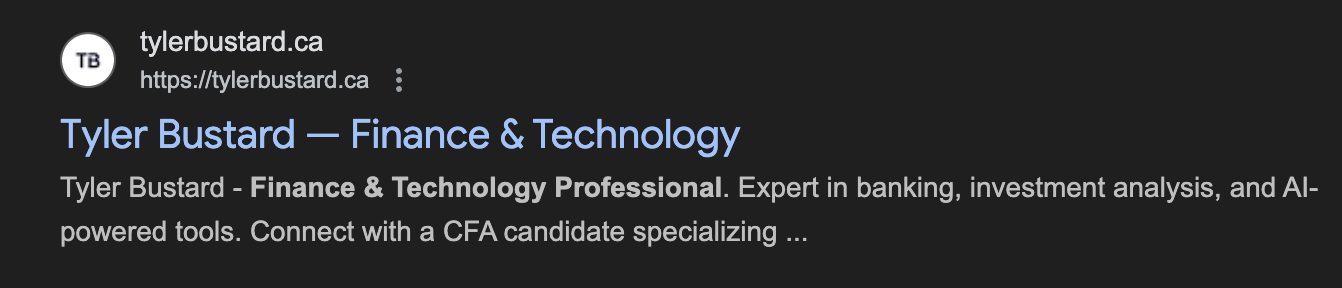 TB
tylerbustard.ca
https://tylerbustard.ca
Tyler Bustard — Finance & Technology
Tyler Bustard - Finance & Technology Professional. Expert in banking, investment analysis, and AI-
powered tools. Connect with a CFA candidate specializing ...